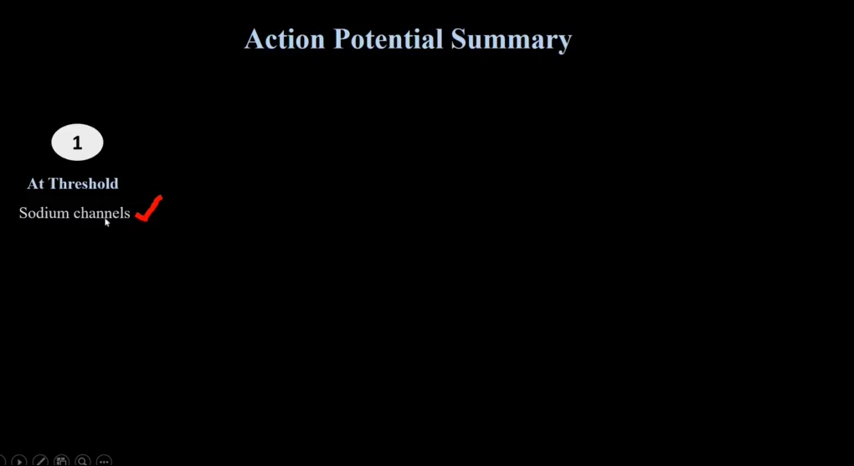 Action Potential Summary
1
At Threshold
Sodium channels